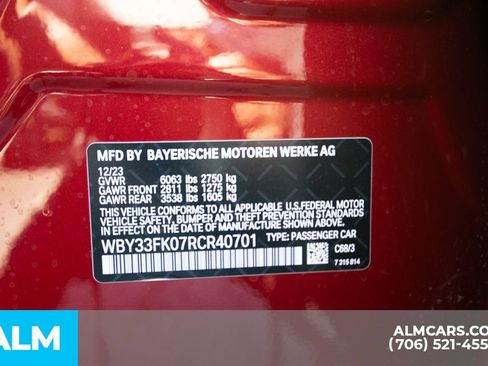 MFD BY BAYERISCHE MOTOREN WERKE AG
12/23
GVWR 6063 lbs 2750 kg
GAWR FRONT 2811 lbs 1275 kg
GAWR REAR 3538 lbs 1605 kg
THIS VEHICLE CONFORMS TO ALL APPLICABLE U.S. FEDERAL MOTOR
VEHICLE SAFETY, BUMPER AND THEFT PREVENTION STANDARDS IN
EFFECT ON THE DATE OF MANUFACTURE SHOWN ABOVE.
WBY33FK07RCR40701 TYPE: PASSENGER CAR
C68/3
7 315 814
ALM
ALMCARS.CO
(706) 521-455